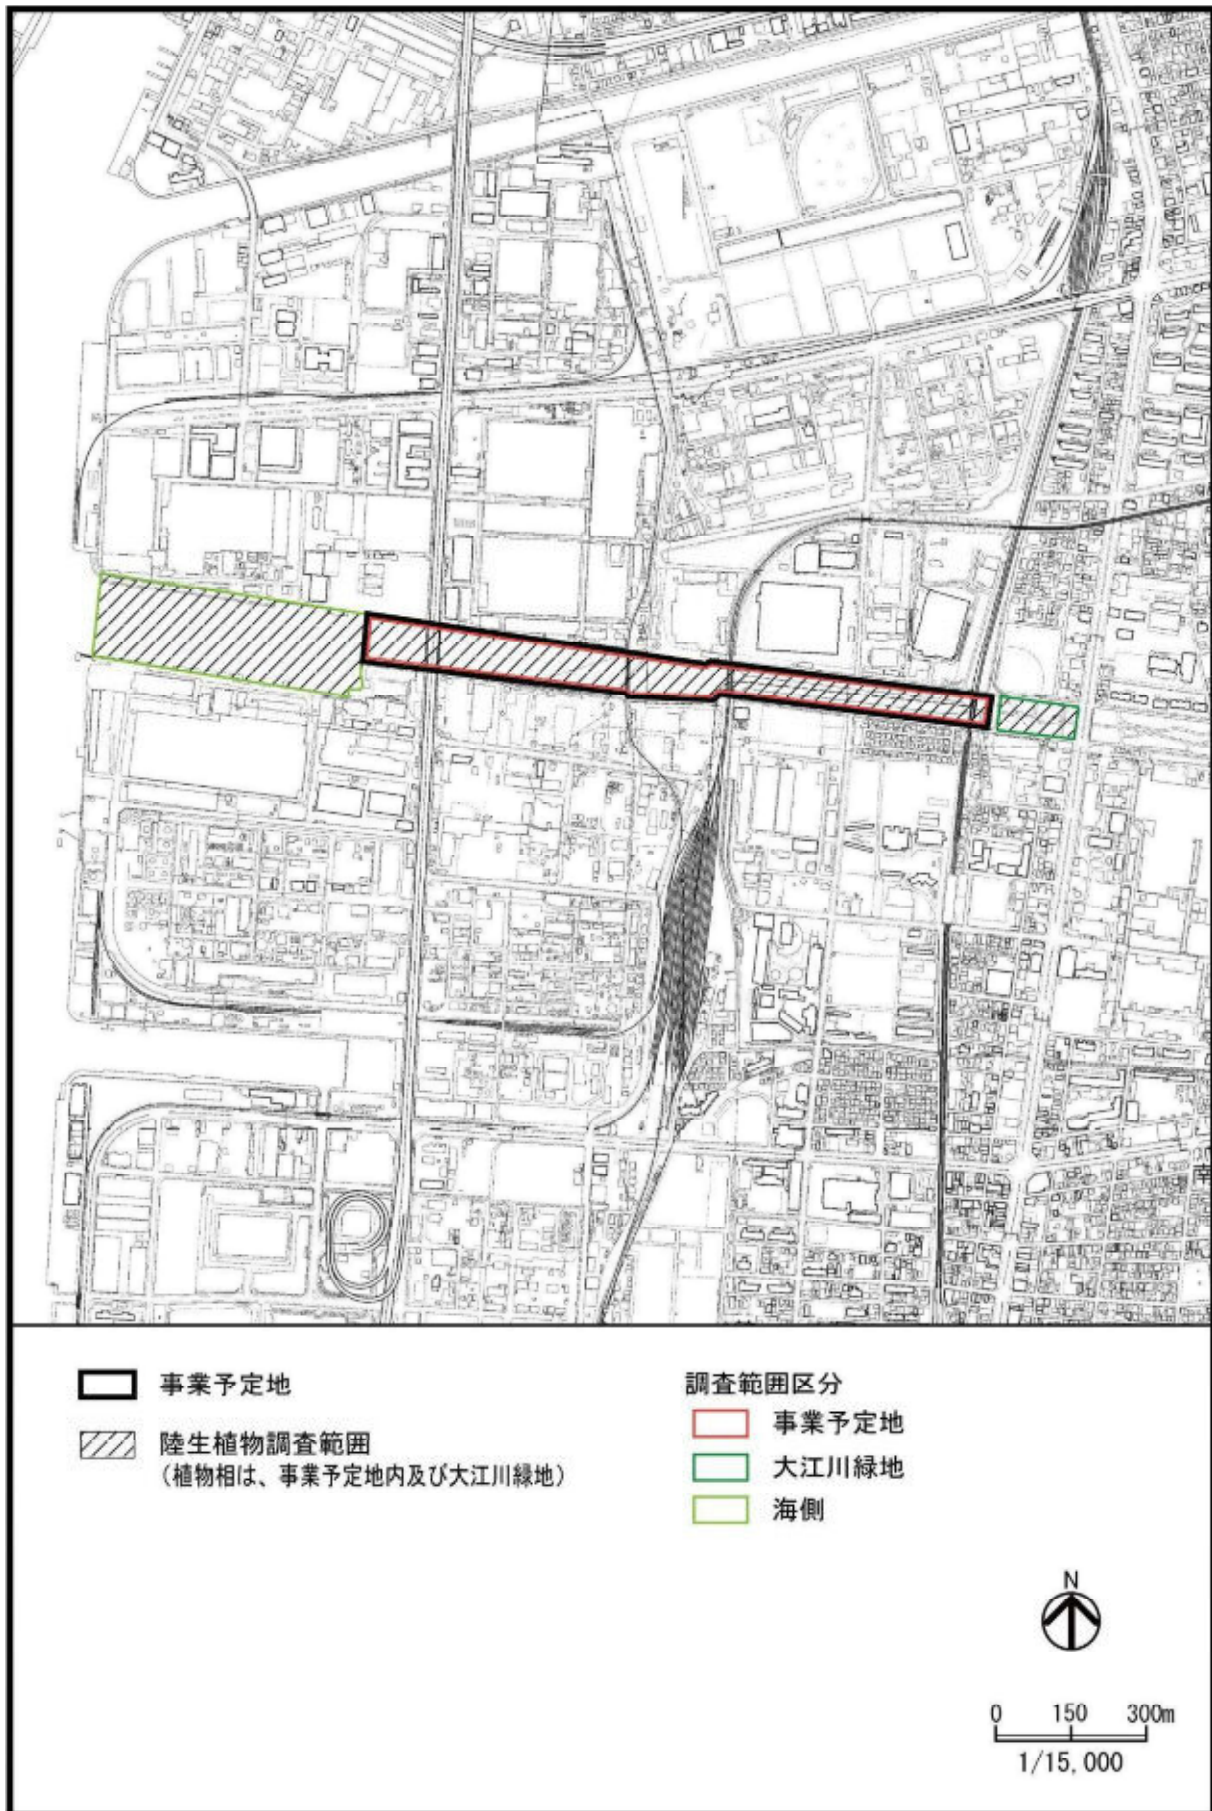 南
事業予定地
陸生植物調査範囲
（植物相は、事業予定地内及び大江川緑地）
調査範囲区分
事業予定地
大江川緑地
海側
N
0 150 300m
1/15,000